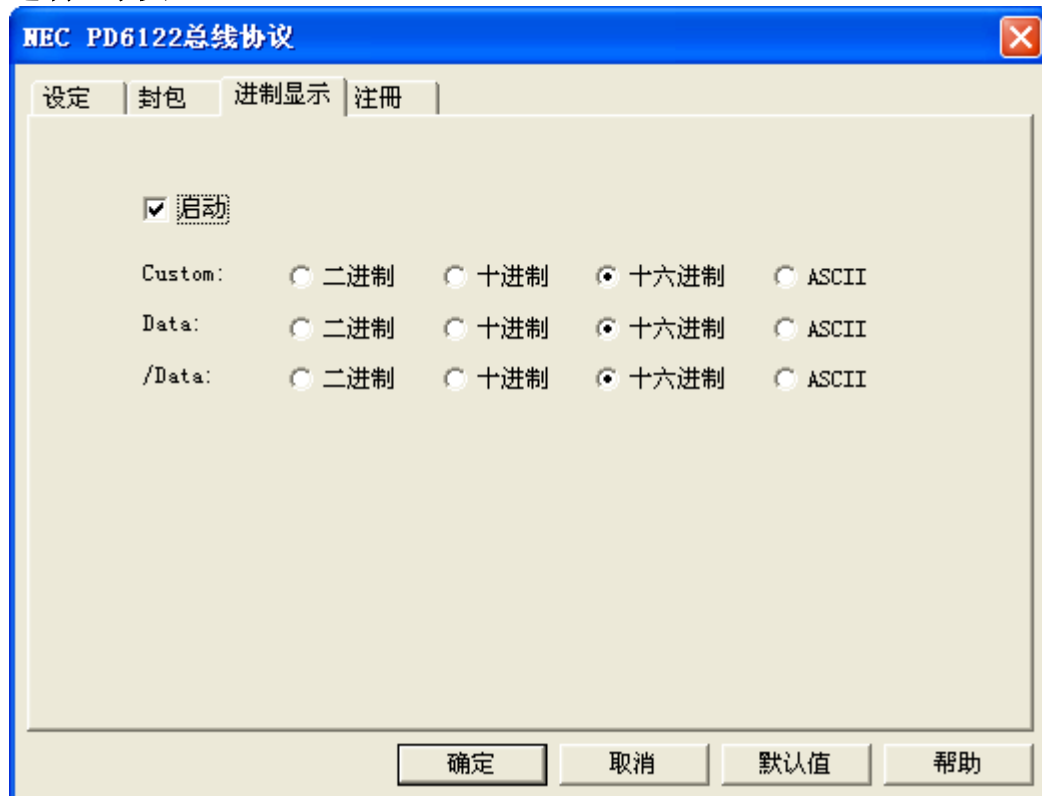 NEC PD6122总线协议
设定 封包 进制显示 注冊
启动
Custom: 二进制 十进制 十六进制 ASCII
Data: 二进制 十进制 十六进制 ASCII
/Data: 二进制 十进制 十六进制 ASCII
确定 取消 默认值 帮助